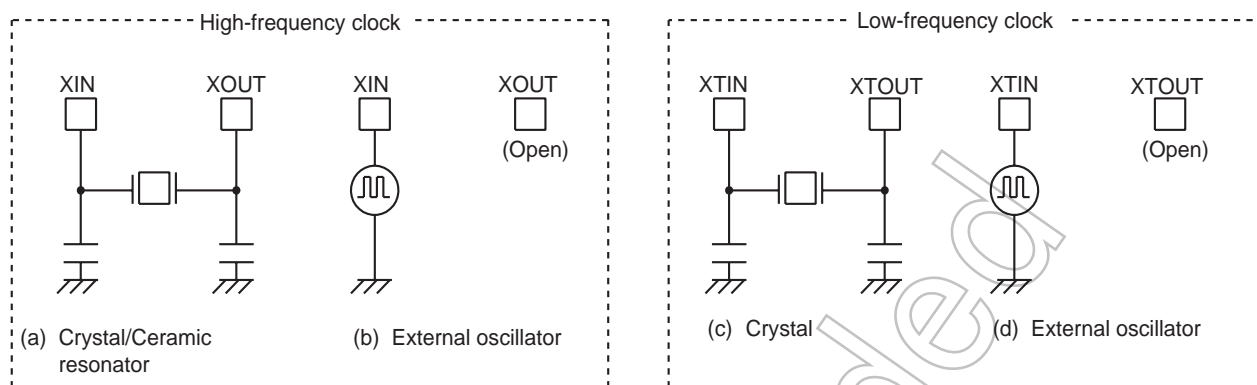 High-frequency clock
Low-frequency clock
XIN XOUT XIN XOUT
XTIN XTOUT XTIN XTOUT
(Open)
(Open)
(a) Crystal/Ceramic
resonator
(b) External oscillator
(c) Crystal
(d) External oscillator